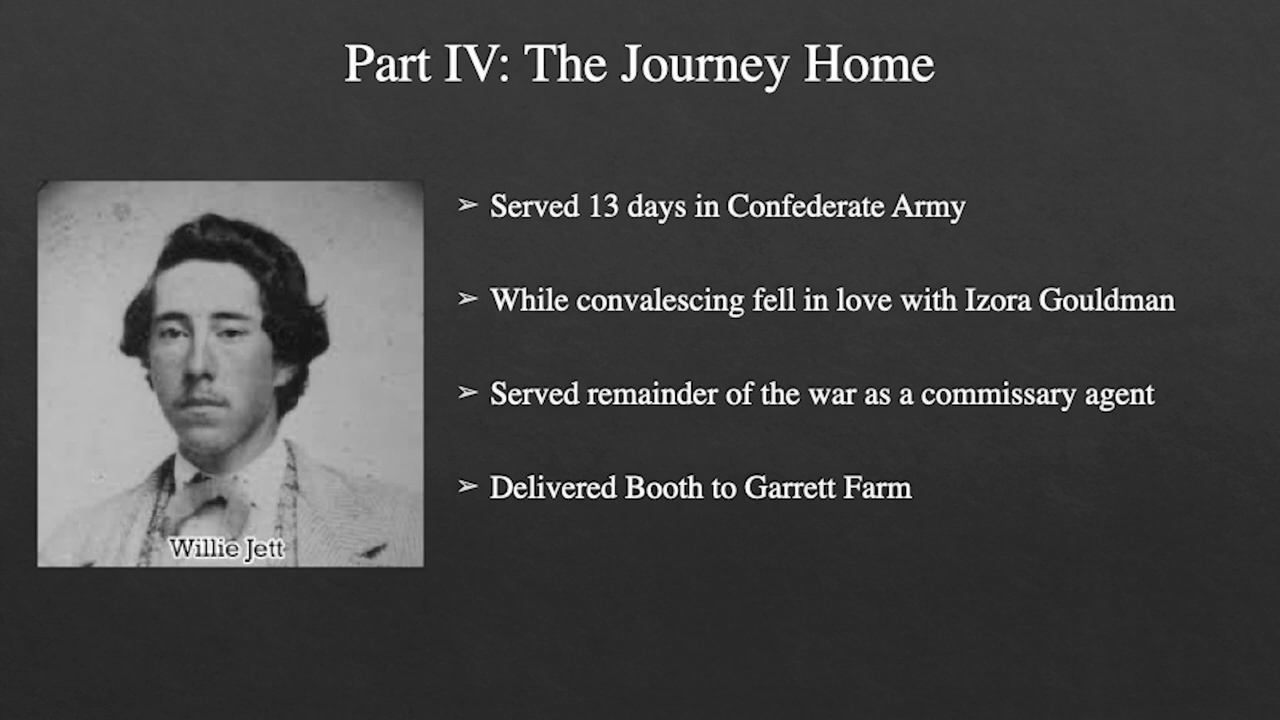 Part IV: The Journey Home
➢ Served 13 days in Confederate Army
➢ While convalescing fell in love with Izora Gouldman
➢ Served remainder of the war as a commissary agent
➢ Delivered Booth to Garrett Farm
Willie Jett